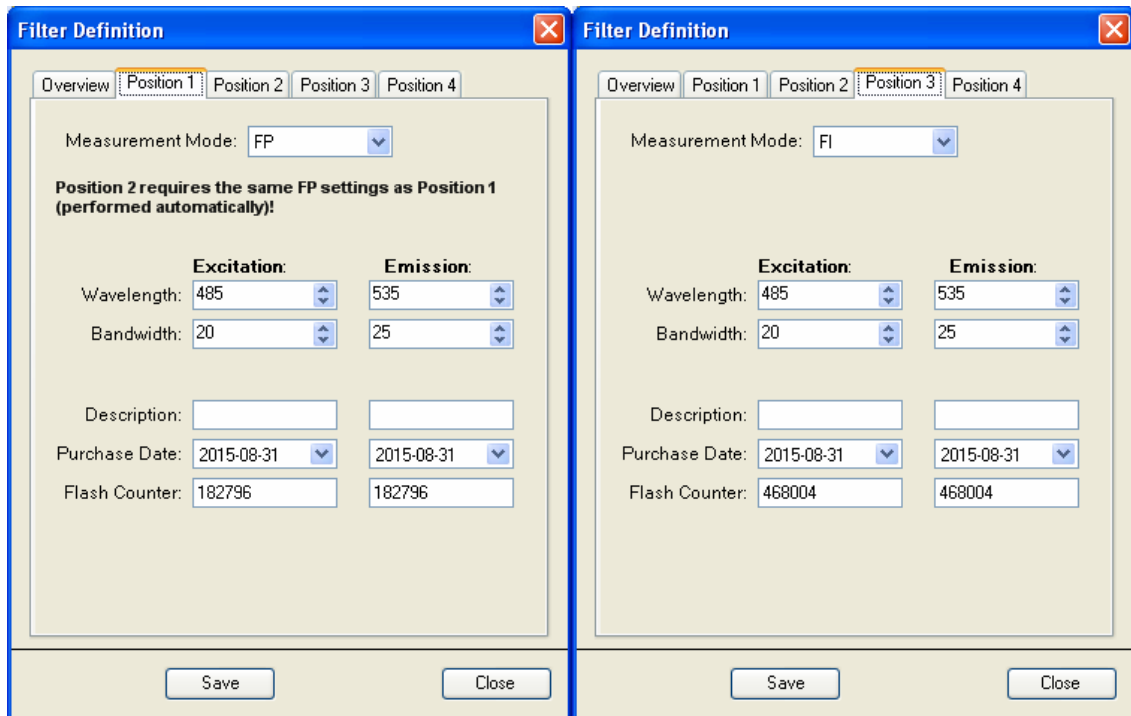 Filter Definition
Overview Position 1 Position 2 Position 3 Position 4
Measurement Mode: FP
Position 2 requires the same FP settings as Position 1
(performed automatically)!
Excitation: Emission:
Wavelength: 485 535
Bandwidth: 20 25
Description:
Purchase Date: 2015-08-31 2015-08-31
Flash Counter: 182796 182796
Save Close
Filter Definition
Overview Position 1 Position 2 Position 3 Position 4
Measurement Mode: FI
Excitation: Emission:
Wavelength: 485 535
Bandwidth: 20 25
Description:
Purchase Date: 2015-08-31 2015-08-31
Flash Counter: 468004 468004
Save Close